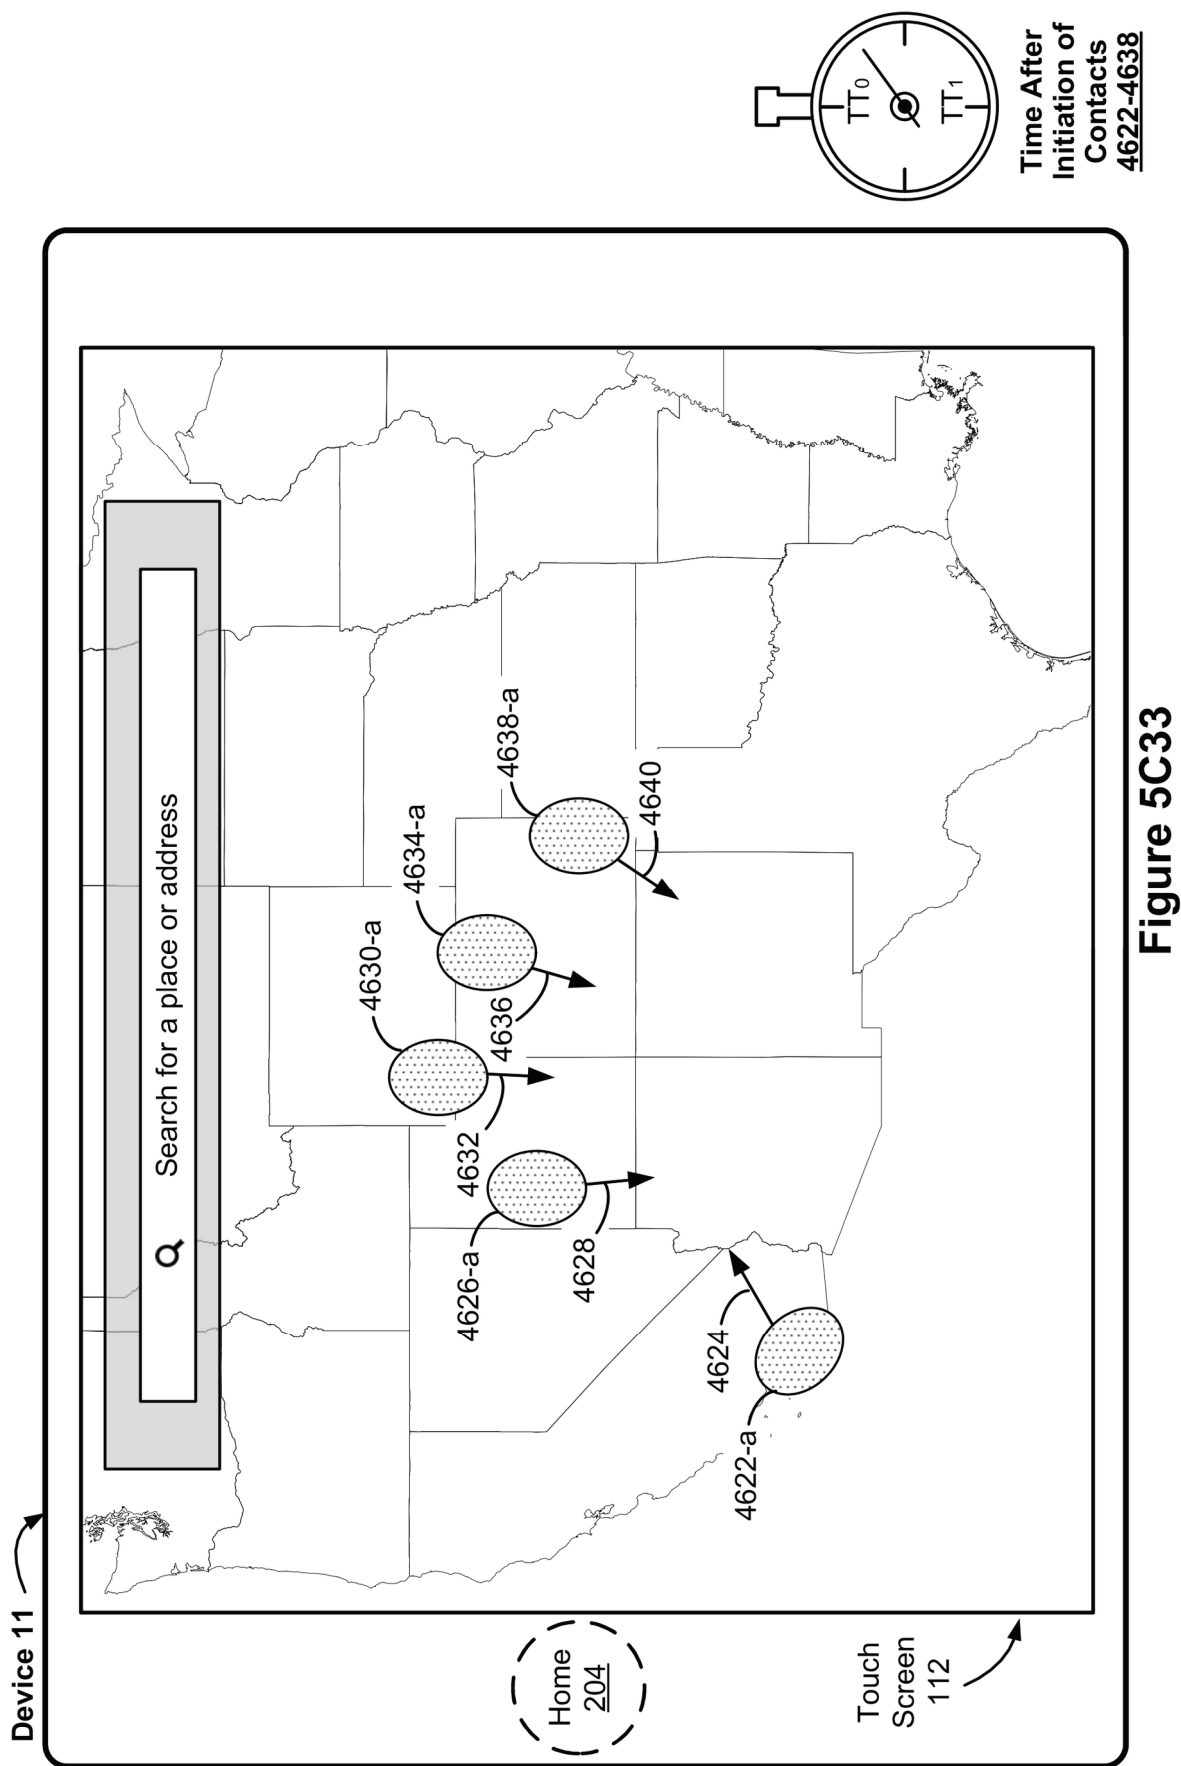 Device 11
Search for a place or address
4630-a
4634-a
4638-a
4640
4636
4632
4626-a
4628
4624
4622-a
Home
204
Touch
Screen
112
TT0
TT1
Time After
Initiation of
Contacts
4622-4638
Figure 5C33